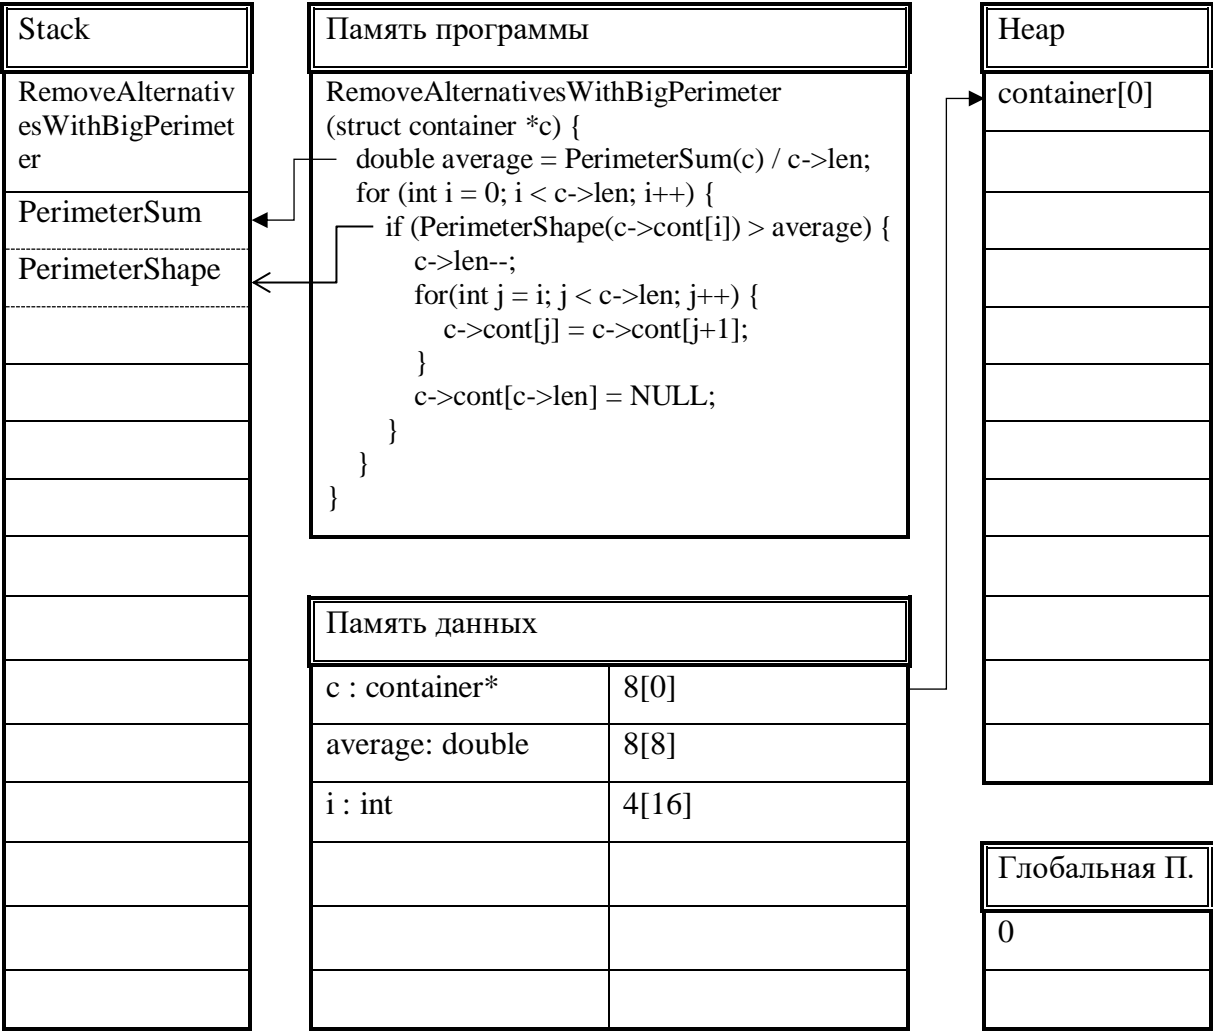 Stack
RemoveAlternativ
esWithBigPerimet
er
PerimeterSum
PerimeterShape
Память программы
RemoveAlternativesWithBigPerimeter
(struct container *c) {
double average = PerimeterSum(c) / c->len;
for (int i = 0; i < c->len; i++) {
if (PerimeterShape(c->cont[i]) > average) {
c->len--;
for(int j = i; j < c->len; j++) {
c->cont[j] = c->cont[j+1];
}
c->cont[c->len] = NULL;
}
}
}
Память данных
c : container* 8[0]
average: double 8[8]
i : int 4[16]
Heap
container[0]
Глобальная П.
0